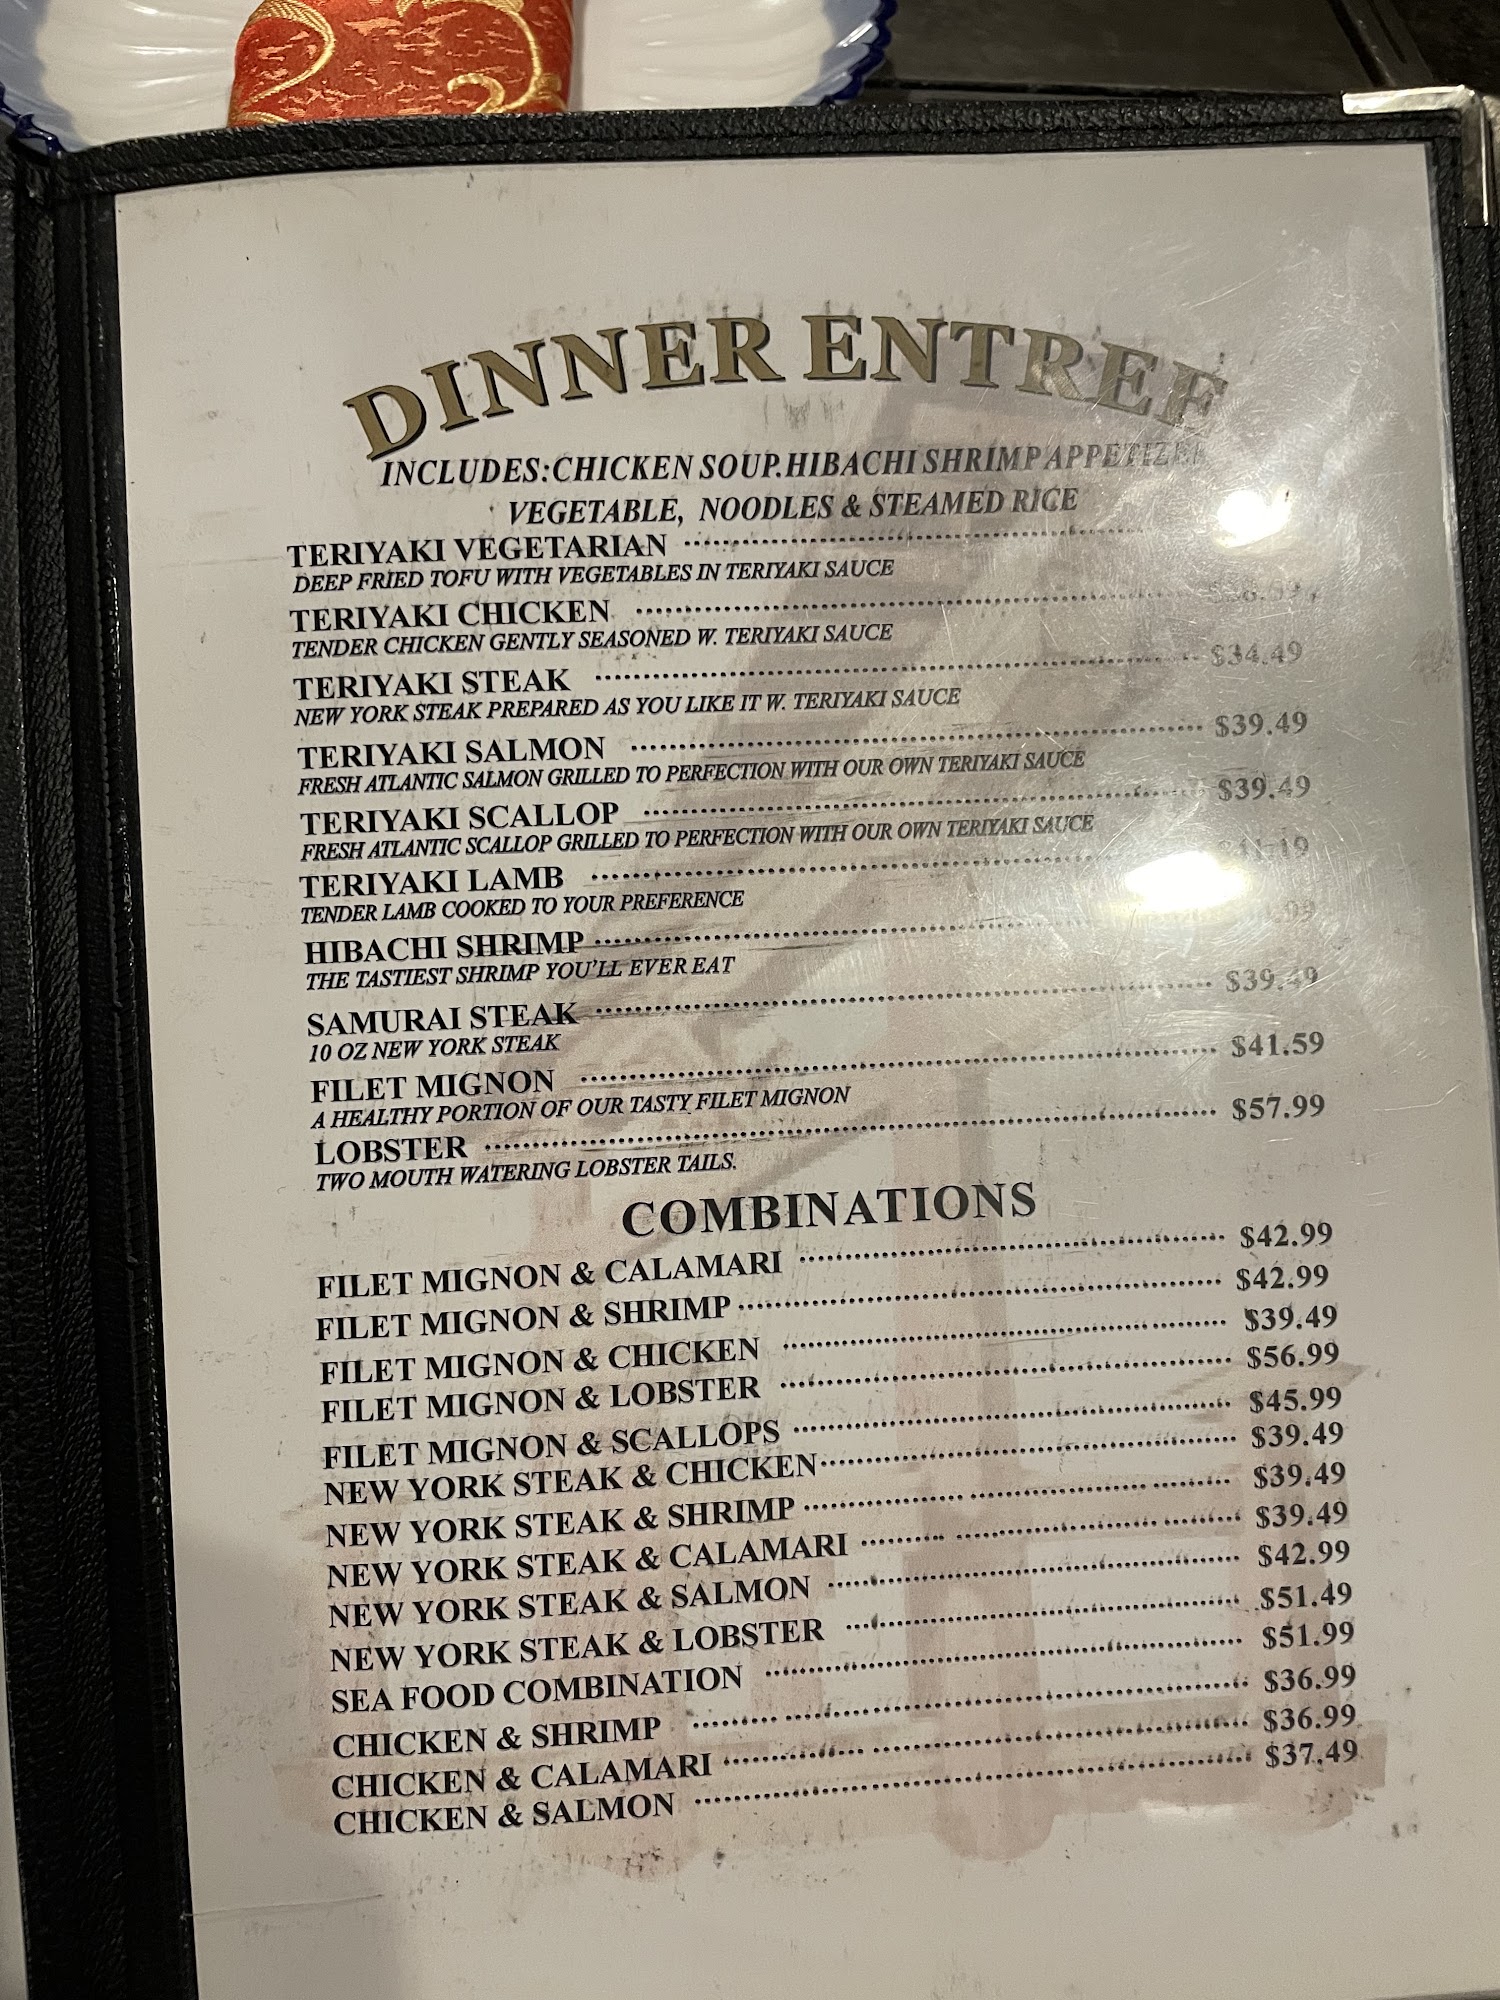 DINNER ENTREE
INCLUDES:CHICKEN SOUP.HIBACHI SHRIMP APPETIZER
VEGETABLE, NOODLES & STEAMED RICE
TERIYAKI VEGETARIAN
DEEP FRIED TOFU WITH VEGETABLES IN TERIYAKI SAUCE
TERIYAKI CHICKEN
TENDER CHICKEN GENTLY SEASONED W. TERIYAKI SAUCE
TERIYAKI STEAK $34.49
NEW YORK STEAK PREPARED AS YOU LIKE IT W. TERIYAKI SAUCE
TERIYAKI SALMON $39.49
FRESH ATLANTIC SALMON GRILLED TO PERFECTION WITH OUR OWN TERIYAKI SAUCE
TERIYAKI SCALLOP $39.49
FRESH ATLANTIC SCALLOP GRILLED TO PERFECTION WITH OUR OWN TERIYAKI SAUCE
TERIYAKI LAMB
TENDER LAMB COOKED TO YOUR PREFERENCE
HIBACHI SHRIMP
THE TASTIEST SHRIMP YOU'LL EVER EAT
SAMURAI STEAK $39.49
10 OZ NEW YORK STEAK
FILET MIGNON $41.59
A HEALTHY PORTION OF OUR TASTY FILET MIGNON
LOBSTER $57.99
TWO MOUTH WATERING LOBSTER TAILS.
COMBINATIONS
FILET MIGNON & CALAMARI $42.99
FILET MIGNON & SHRIMP $42.99
FILET MIGNON & CHICKEN $39.49
FILET MIGNON & LOBSTER $56.99
FILET MIGNON & SCALLOPS $45.99
NEW YORK STEAK & CHICKEN $39.49
NEW YORK STEAK & SHRIMP $39.49
NEW YORK STEAK & CALAMARI $39.49
NEW YORK STEAK & SALMON $42.99
NEW YORK STEAK & LOBSTER $51.49
SEA FOOD COMBINATION $51.99
CHICKEN & SHRIMP $36.99
CHICKEN & CALAMARI $36.99
CHICKEN & SALMON $37.49